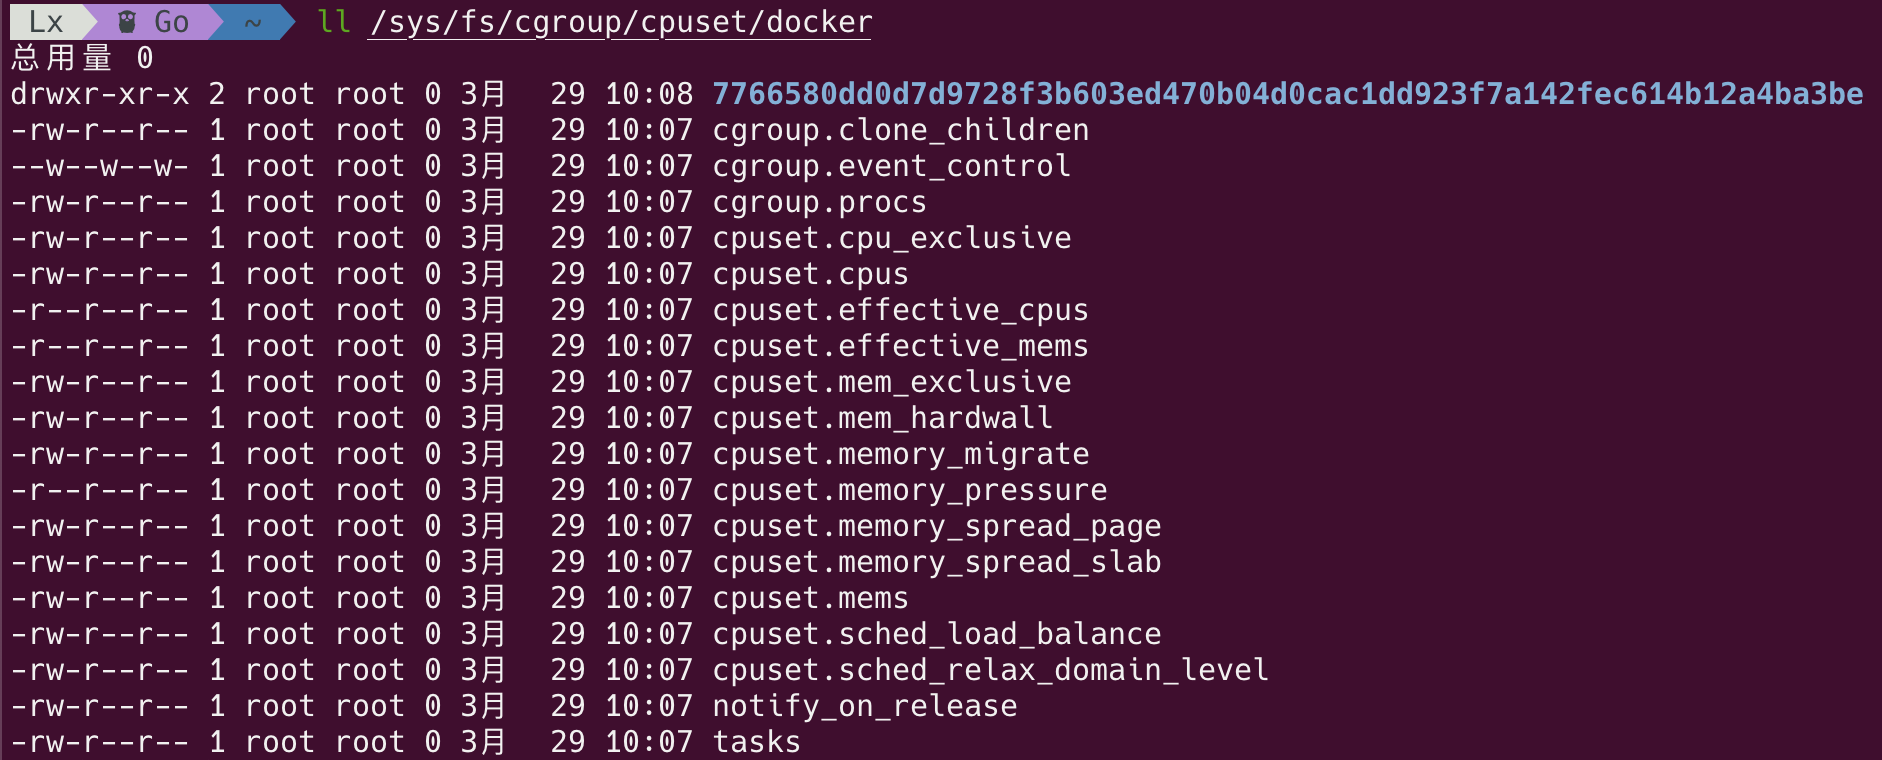 Lx Go ~ ll /sys/fs/cgroup/cpuset/docker
总用量 0
drwxr-xr-x 2 root root 0 3月 29 10:08 7766580dd0d7d9728f3b603ed470b04d0cac1dd923f7a142fec614b12a4ba3be
-rw-r--r-- 1 root root 0 3月 29 10:07 cgroup.clone_children
--w--w--w- 1 root root 0 3月 29 10:07 cgroup.event_control
-rw-r--r-- 1 root root 0 3月 29 10:07 cgroup.procs
-rw-r--r-- 1 root root 0 3月 29 10:07 cpuset.cpu_exclusive
-rw-r--r-- 1 root root 0 3月 29 10:07 cpuset.cpus
-r--r--r-- 1 root root 0 3月 29 10:07 cpuset.effective_cpus
-r--r--r-- 1 root root 0 3月 29 10:07 cpuset.effective_mems
-rw-r--r-- 1 root root 0 3月 29 10:07 cpuset.mem_exclusive
-rw-r--r-- 1 root root 0 3月 29 10:07 cpuset.mem_hardwall
-rw-r--r-- 1 root root 0 3月 29 10:07 cpuset.memory_migrate
-r--r--r-- 1 root root 0 3月 29 10:07 cpuset.memory_pressure
-rw-r--r-- 1 root root 0 3月 29 10:07 cpuset.memory_spread_page
-rw-r--r-- 1 root root 0 3月 29 10:07 cpuset.memory_spread_slab
-rw-r--r-- 1 root root 0 3月 29 10:07 cpuset.mems
-rw-r--r-- 1 root root 0 3月 29 10:07 cpuset.sched_load_balance
-rw-r--r-- 1 root root 0 3月 29 10:07 cpuset.sched_relax_domain_level
-rw-r--r-- 1 root root 0 3月 29 10:07 notify_on_release
-rw-r--r-- 1 root root 0 3月 29 10:07 tasks